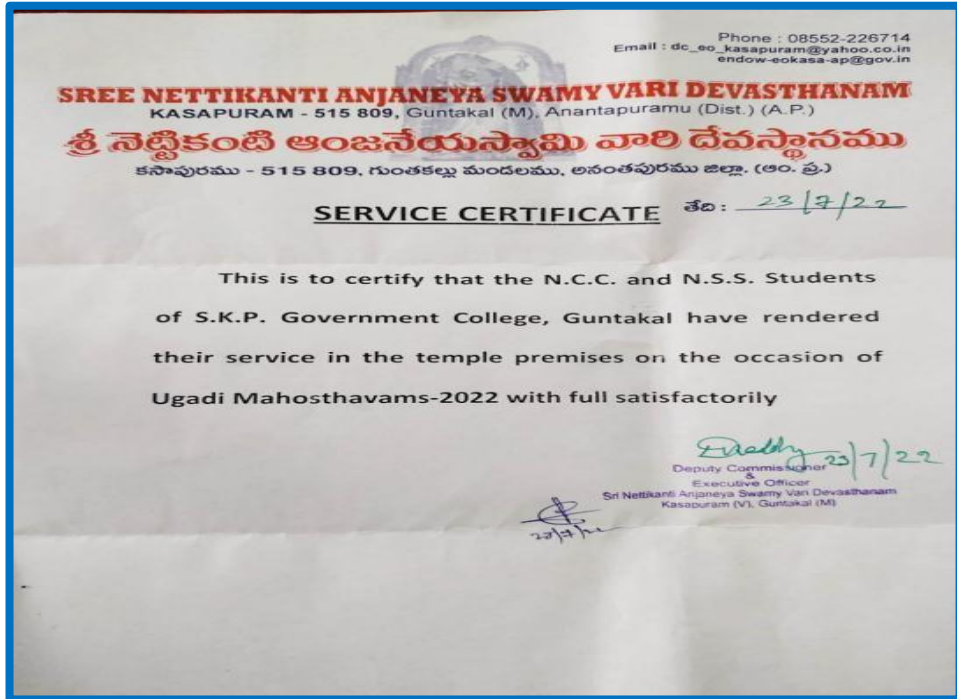 Phone : 08552-226714
Email : dc_eo_kasapuram@yahoo.co.in
endow-eokasa-ap@gov.in
SREE NETTIKANTI ANJANEYA SWAMY VARI DEVASTHANAM
KASAPURAM - 515 809, Guntakal (M), Anantapuramu (Dist.) (A.P.)
శ్రీ నెట్టికంటి ఆంజనేయస్వామి వారి దేవస్థానము
కసాపురము - 515 809. గుంతకల్లు మండలము, అనంతపురము జిల్లా. (ఆం. ప్ర.)
SERVICE CERTIFICATE తేది : 23/7/22
This is to certify that the N.C.C. and N.S.S. Students
of S.K.P. Government College, Guntakal have rendered
their service in the temple premises on the occasion of
Ugadi Mahosthavams-2022 with full satisfactorily
23/7/22
Deputy Commissioner
&
Executive Officer
Sri Nettikanti Anjaneya Swamy Vari Devasthanam
Kasapuram (V), Guntakal (M)